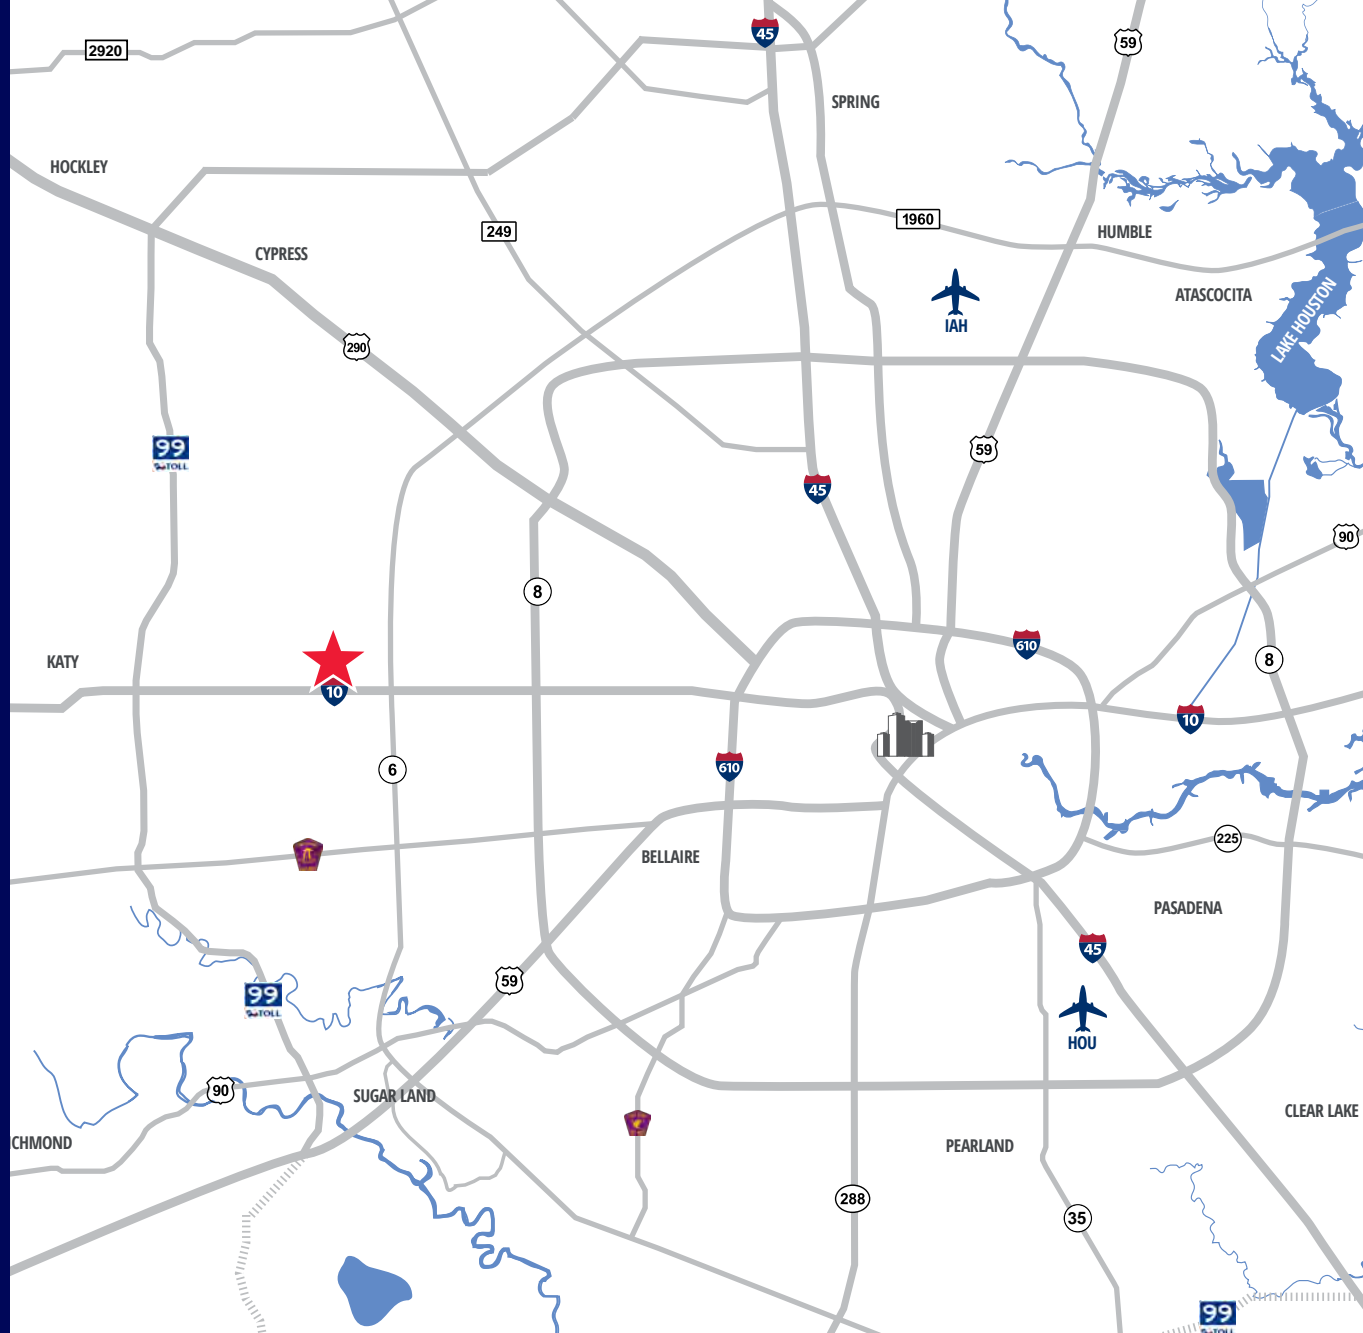 45
59
2920
SPRING
HOCKLEY
1960
249
HUMBLE
CYPRESS
ATASCOCITA
LAKE HOUSTON
IAH
290
99
TOLL
59
45
90
8
610
KATY
8
10
10
6
610
225
BELLAIRE
PASADENA
45
59
99
TOLL
HOU
90
SUGAR LAND
CLEAR LAKE
CHMOND
PEARLAND
288
35
99
TOLL